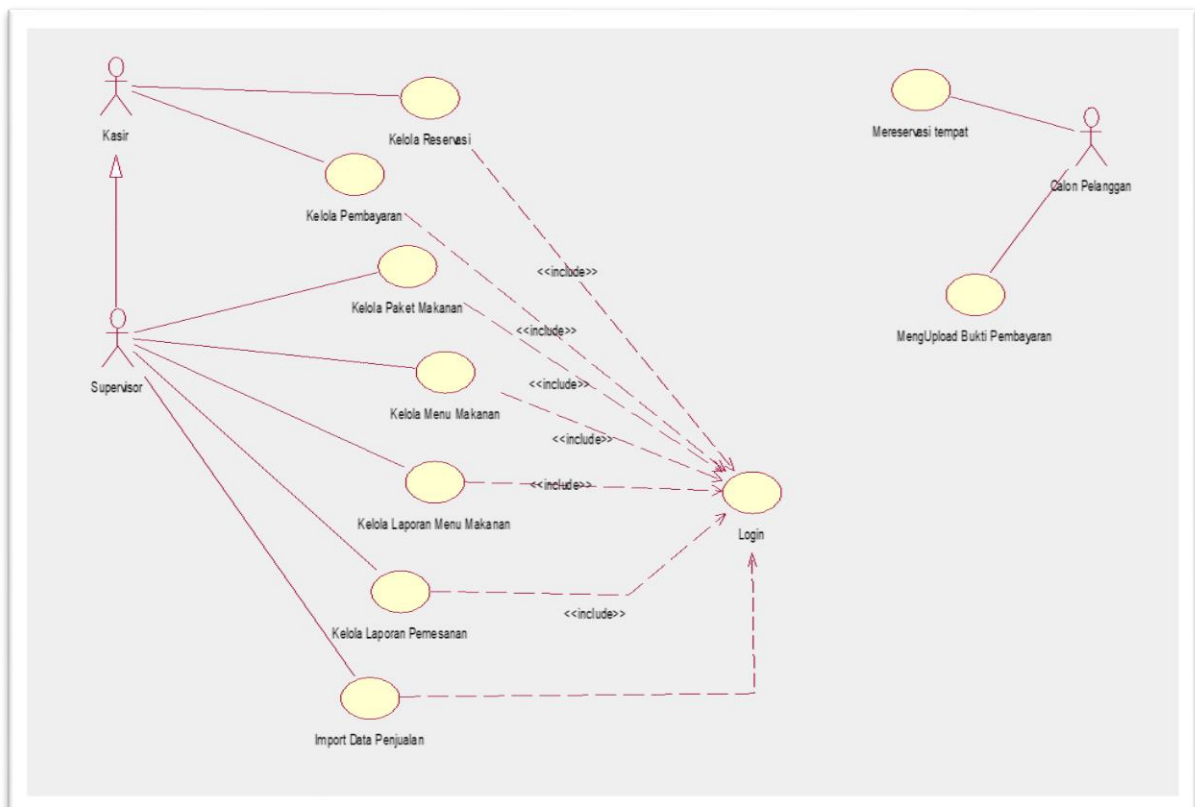 Kasir
Kelola Reservasi
Mereservasi tempat
Calon Pelanggan
Kelola Pembayaran
<<include>>
Kelola Paket Makanan
<<include>>
MengUpload Bukti Pembayaran
Supervisor
<<include>>
Kelola Menu Makanan
<<include>>
<<include>>
Kelola Laporan Menu Makanan
Login
<<include>>
Kelola Laporan Pemesanan
Import Data Penjualan